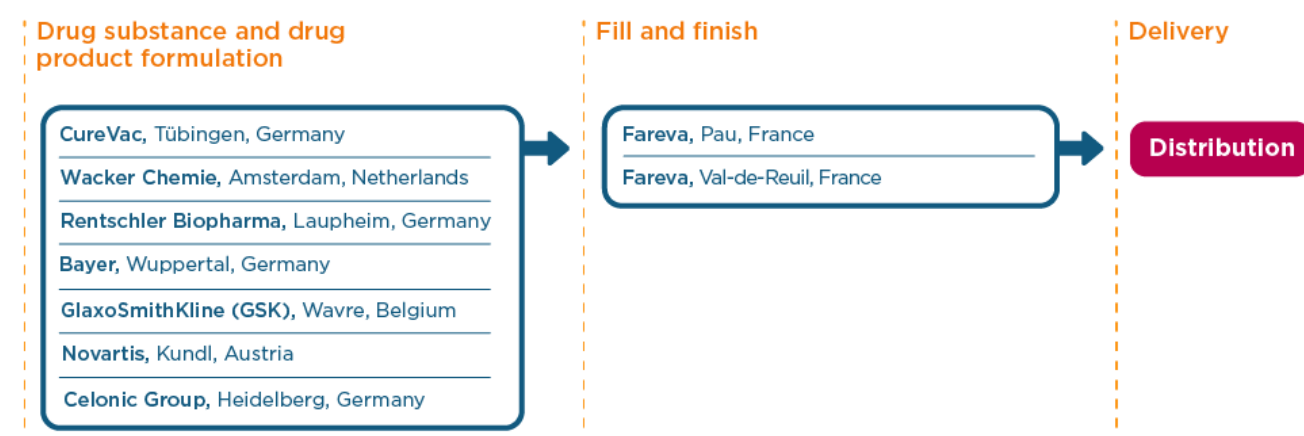 Drug substance and drug
product formulation
CureVac, Tübingen, Germany
Wacker Chemie, Amsterdam, Netherlands
Rentschler Biopharma, Laupheim, Germany
Bayer, Wuppertal, Germany
GlaxoSmithKline (GSK), Wavre, Belgium
Novartis, Kundl, Austria
Celonic Group, Heidelberg, Germany
Fill and finish
Fareva, Pau, France
Fareva, Val-de-Reuil, France
Delivery
Distribution